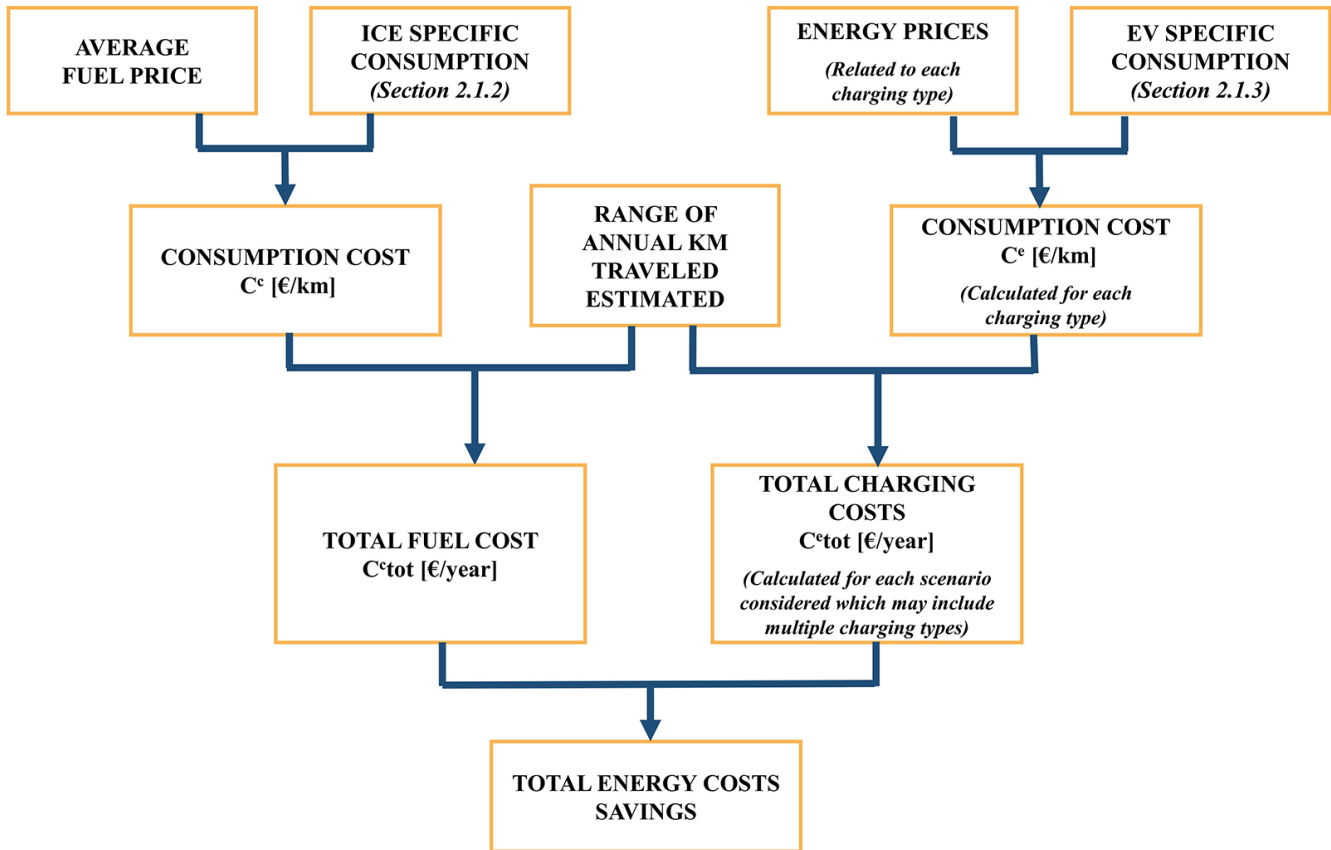 AVERAGE
FUEL PRICE
ICE SPECIFIC
CONSUMPTION
(Section 2.1.2)
ENERGY PRICES
(Related to each
charging type)
EV SPECIFIC
CONSUMPTION
(Section 2.1.3)
CONSUMPTION COST
Cᶜ [€/km]
RANGE OF
ANNUAL KM
TRAVELED
ESTIMATED
CONSUMPTION COST
Cᵉ [€/km]
(Calculated for each
charging type)
TOTAL FUEL COST
Cᶜtot [€/year]
TOTAL CHARGING
COSTS
Cᵉtot [€/year]
(Calculated for each scenario
considered which may include
multiple charging types)
TOTAL ENERGY COSTS
SAVINGS